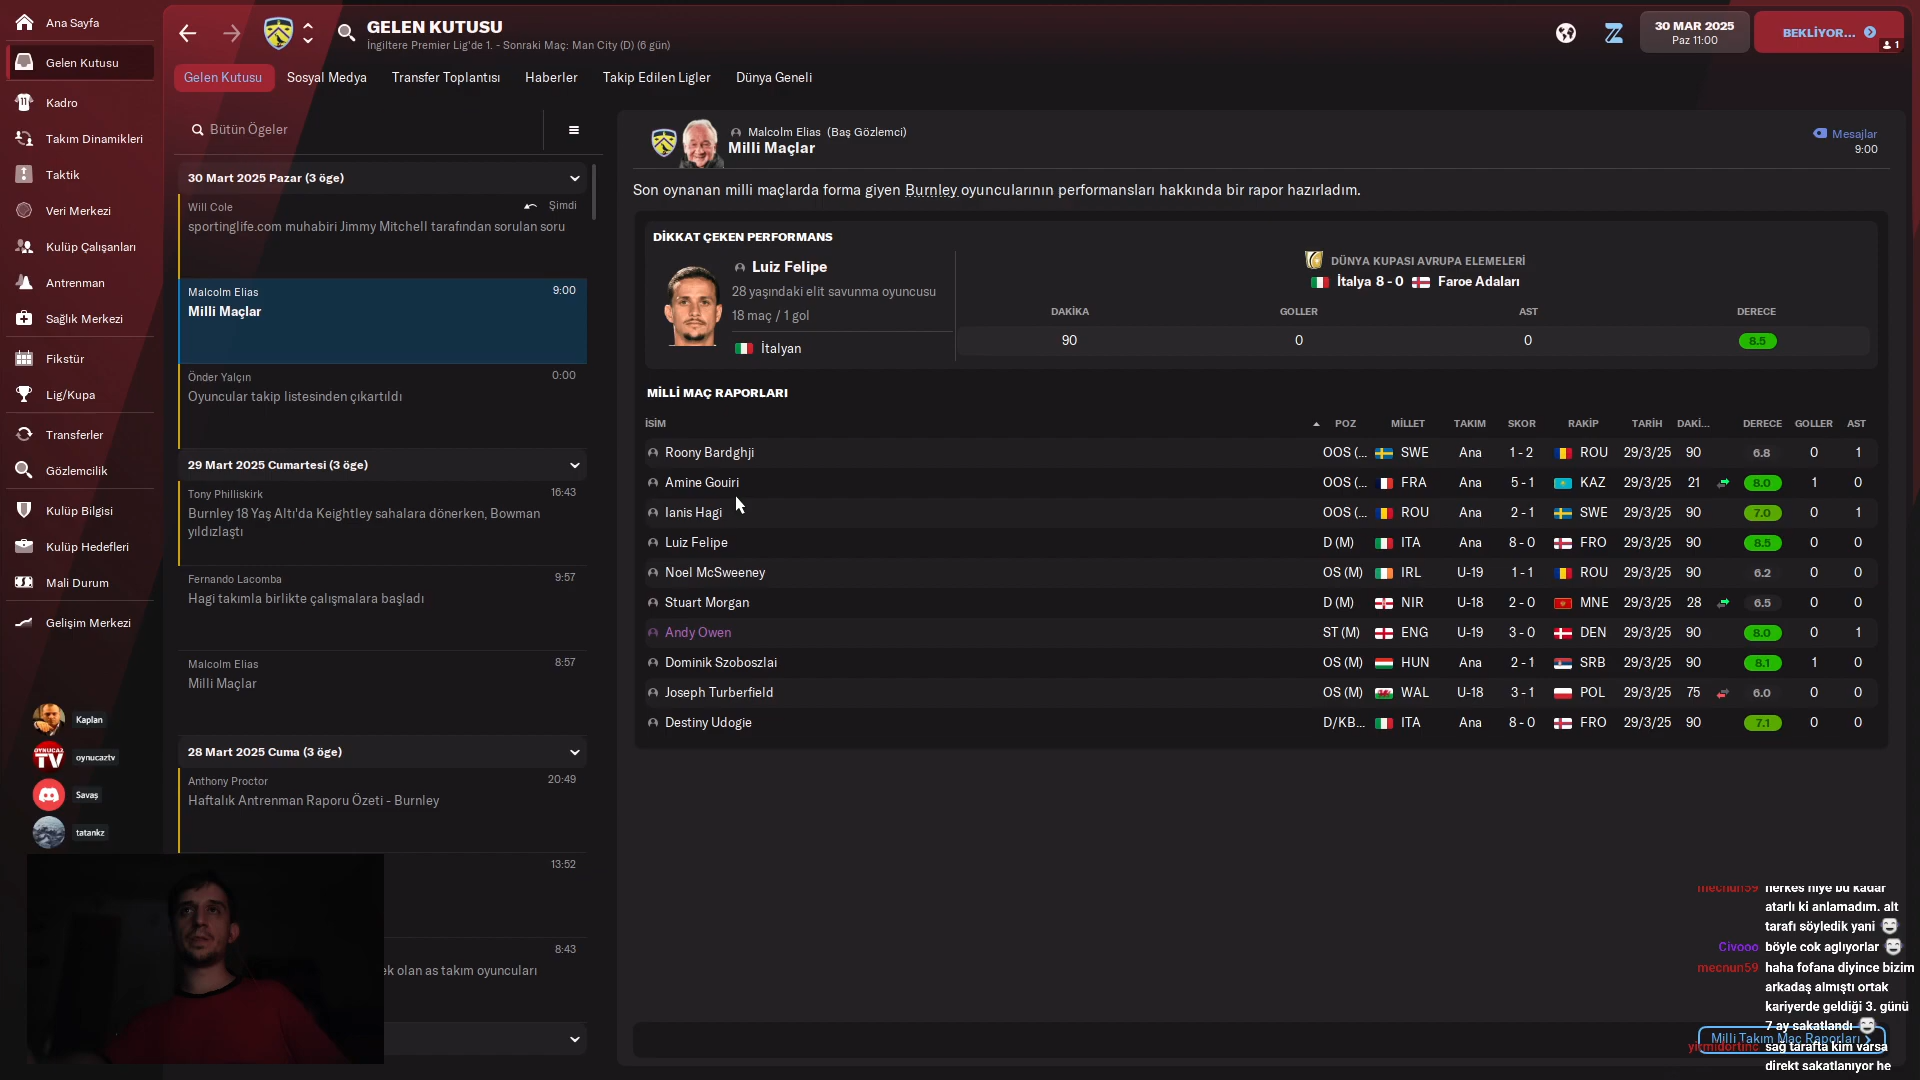 Ana Sayfa
Gelen Kutusu
Kadro
Takım Dinamikleri
Taktik
Veri Merkezi
Kulüp Çalışanları
Antrenman
Sağlık Merkezi
Fikstür
Lig/Kupa
Transferler
Gözlemcilik
Kulüp Bilgisi
Kulüp Hedefleri
Mali Durum
Gelişim Merkezi
Kaplan
OYNUCAZ TV oynucaztv
Savaş
tatankz
GELEN KUTUSU
İngiltere Premier Lig'de 1. - Sonraki Maç: Man City (D) (6 gün)
30 MAR 2025
Paz 11:00
BEKLİYOR...
1
Gelen Kutusu Sosyal Medya Transfer Toplantısı Haberler Takip Edilen Ligler Dünya Geneli
Bütün Ögeler
30 Mart 2025 Pazar (3 öge)
Will Cole Şimdi
sportinglife.com muhabiri Jimmy Mitchell tarafından sorulan soru
Malcolm Elias 9:00
Milli Maçlar
Önder Yalçın 0:00
Oyuncular takip listesinden çıkartıldı
29 Mart 2025 Cumartesi (3 öge)
Tony Philliskirk 16:43
Burnley 18 Yaş Altı'da Keightley sahalara dönerken, Bowman
yıldızlaştı
Fernando Lacomba 9:57
Hagi takımla birlikte çalışmalara başladı
Malcolm Elias 8:57
Milli Maçlar
28 Mart 2025 Cuma (3 öge)
Anthony Proctor 20:49
Haftalık Antrenman Raporu Özeti - Burnley
13:52
8:43
ek olan as takım oyuncuları
Malcolm Elias (Baş Gözlemci)
Milli Maçlar
Mesajlar
9:00
Son oynanan milli maçlarda forma giyen Burnley oyuncularının performansları hakkında bir rapor hazırladım.
DİKKAT ÇEKEN PERFORMANS
Luiz Felipe
28 yaşındaki elit savunma oyuncusu
18 maç / 1 gol
İtalyan
DÜNYA KUPASI AVRUPA ELEMELERİ
İtalya 8 - 0 Faroe Adaları
DAKİKA GOLLER AST DERECE
90 0 0 8.5
MİLLİ MAÇ RAPORLARI
İSİM POZ MİLLET TAKIM SKOR RAKİP TARİH DAKİ... DERECE GOLLER AST
Roony Bardghji OOS (... SWE Ana 1 - 2 ROU 29/3/25 90 6.8 0 1
Amine Gouiri OOS (... FRA Ana 5 - 1 KAZ 29/3/25 21 8.0 1 0
Ianis Hagi OOS (... ROU Ana 2 - 1 SWE 29/3/25 90 7.0 0 1
Luiz Felipe D (M) ITA Ana 8 - 0 FRO 29/3/25 90 8.5 0 0
Noel McSweeney OS (M) IRL U-19 1 - 1 ROU 29/3/25 90 6.2 0 0
Stuart Morgan D (M) NIR U-18 2 - 0 MNE 29/3/25 28 6.5 0 0
Andy Owen ST (M) ENG U-19 3 - 0 DEN 29/3/25 90 8.0 0 1
Dominik Szoboszlai OS (M) HUN Ana 2 - 1 SRB 29/3/25 90 8.1 1 0
Joseph Turberfield OS (M) WAL U-18 3 - 1 POL 29/3/25 75 6.0 0 0
Destiny Udogie D/KB... ITA Ana 8 - 0 FRO 29/3/25 90 7.1 0 0
mecnun59 herkes niye bu kadar
atarlı ki anlamadım. alt
tarafı söyledik yani
Civooo böyle cok aglıyorlar
mecnun59 haha fofana diyince bizim
arkadaş almıştı ortak
kariyerde geldiği 3. günü
7 ay sakatlandı
Milli Takım Maç Raporları
yirmidortinc sağ tarafta kim varsa
direkt sakatlanıyor he